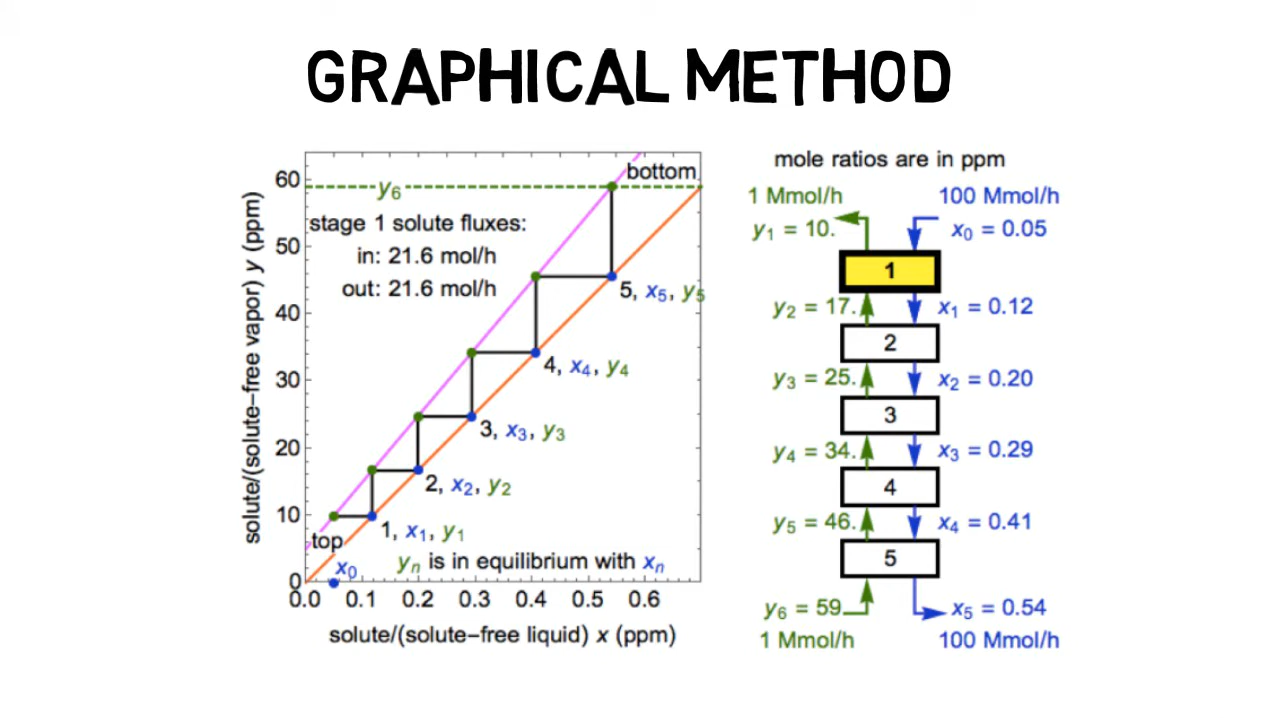 GRAPHICAL METHOD
60
50
40
30
20
10
0
solute/(solute−free vapor) y (ppm)
y6
bottom
stage 1 solute fluxes:
in: 21.6 mol/h
out: 21.6 mol/h
5, x5, y5
4, x4, y4
3, x3, y3
2, x2, y2
1, x1, y1
top
x0
yn is in equilibrium with xn
0.0 0.1 0.2 0.3 0.4 0.5 0.6
solute/(solute−free liquid) x (ppm)
mole ratios are in ppm
1 Mmol/h 100 Mmol/h
y1 = 10. x0 = 0.05
1
y2 = 17. x1 = 0.12
2
y3 = 25. x2 = 0.20
3
y4 = 34. x3 = 0.29
4
y5 = 46. x4 = 0.41
5
y6 = 59 x5 = 0.54
1 Mmol/h 100 Mmol/h